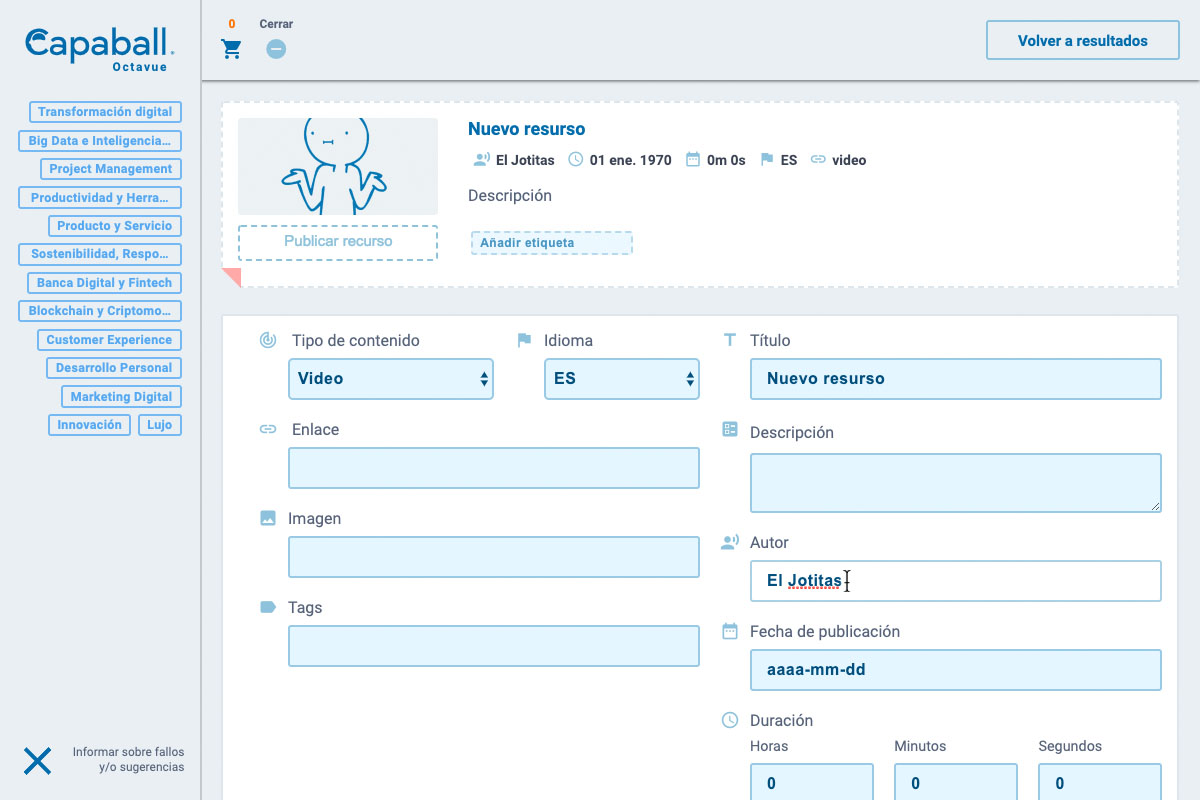 Capaball.
Octavue
Transformación digital
Big Data e Inteligencia...
Project Management
Productividad y Herra...
Producto y Servicio
Sostenibilidad, Respo...
Banca Digital y Fintech
Blockchain y Criptomo...
Customer Experience
Desarrollo Personal
Marketing Digital
Innovación Lujo
Informar sobre fallos
y/o sugerencias
0 Cerrar
Volver a resultados
Nuevo resurso
El Jotitas 01 ene. 1970 0m 0s ES video
Descripción
Publicar recurso
Añadir etiqueta
Tipo de contenido
Video
Idioma
ES
Enlace
Imagen
Tags
Título
Nuevo resurso
Descripción
Autor
El Jotitas
Fecha de publicación
aaaa-mm-dd
Duración
Horas Minutos Segundos
0 0 0